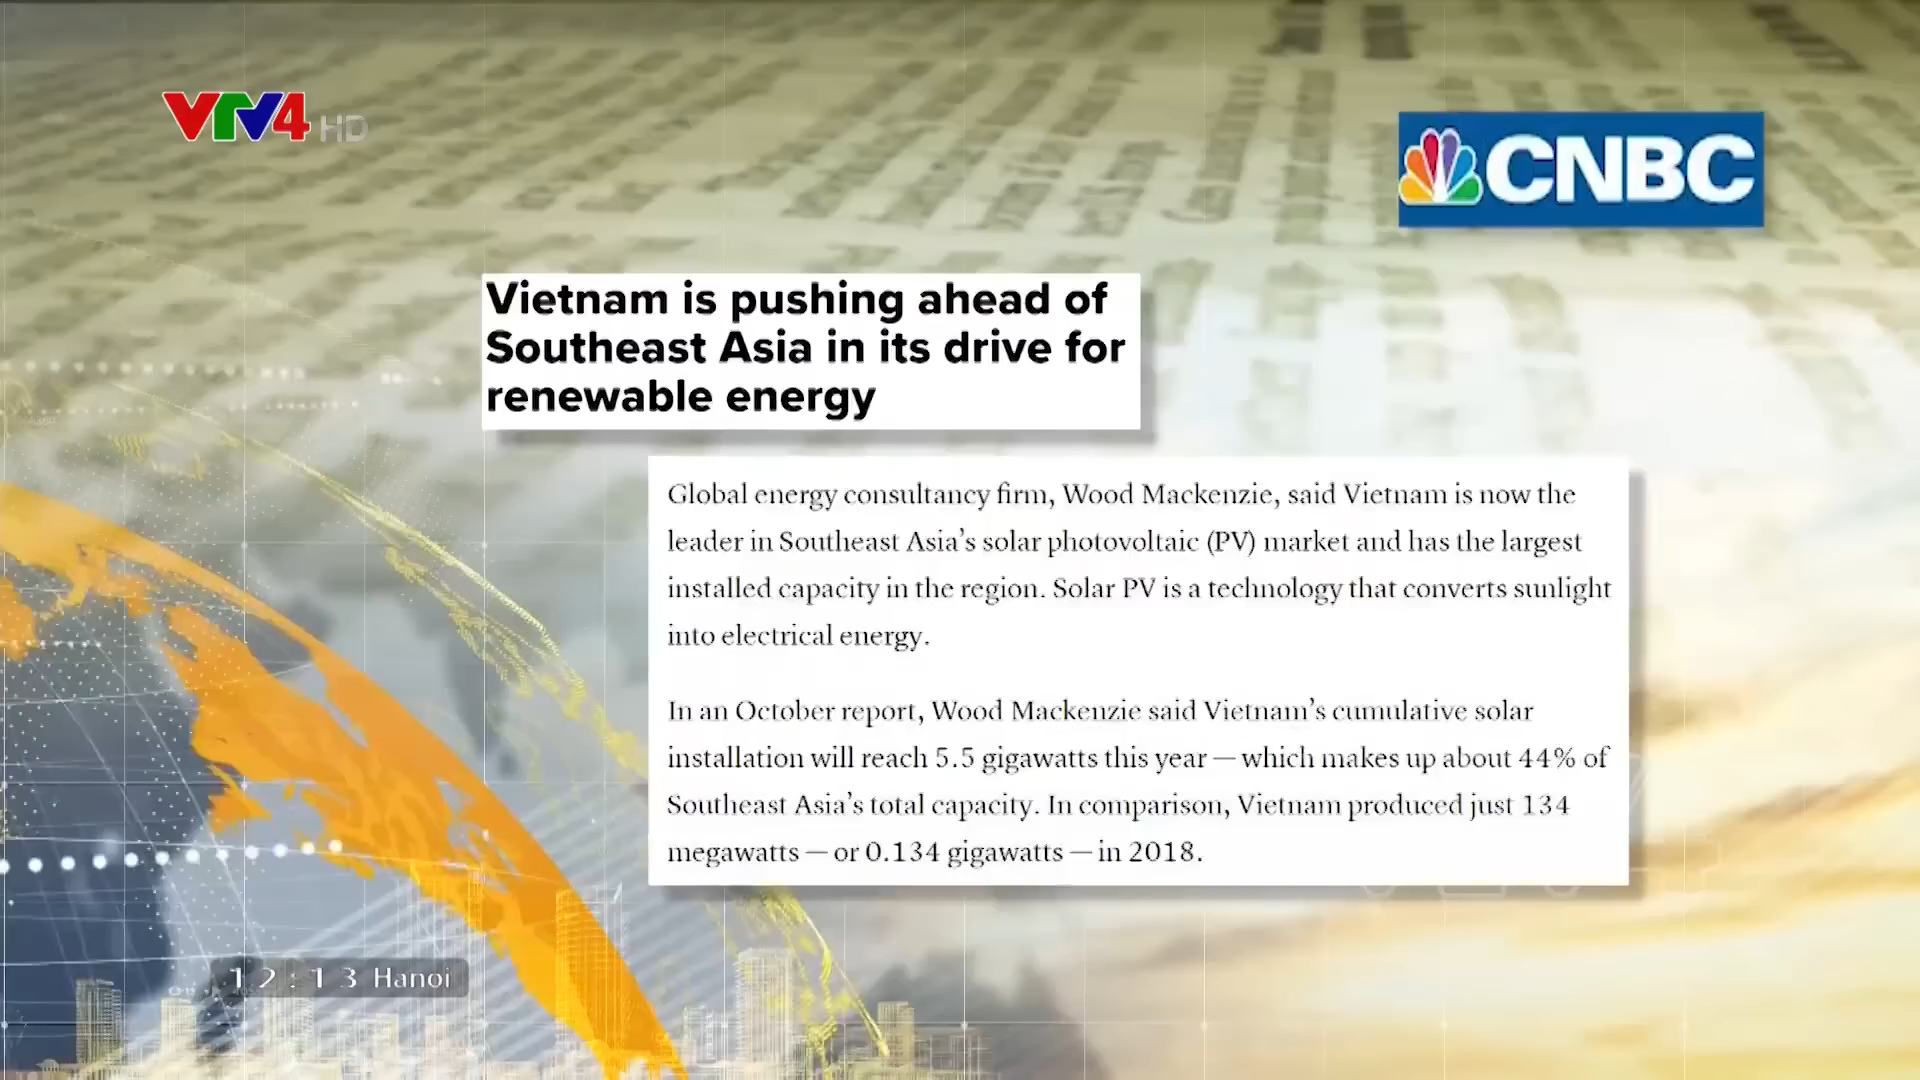 VTV4 HD
CNBC
Vietnam is pushing ahead of
Southeast Asia in its drive for
renewable energy
Global energy consultancy firm, Wood Mackenzie, said Vietnam is now the
leader in Southeast Asia’s solar photovoltaic (PV) market and has the largest
installed capacity in the region. Solar PV is a technology that converts sunlight
into electrical energy.
In an October report, Wood Mackenzie said Vietnam’s cumulative solar
installation will reach 5.5 gigawatts this year — which makes up about 44% of
Southeast Asia’s total capacity. In comparison, Vietnam produced just 134
megawatts — or 0.134 gigawatts — in 2018.
12:13 Hanoi